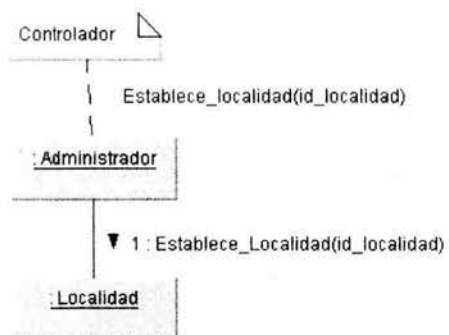 Controlador
Establece_localidad(id_localidad)
: Administrador
1 : Establece_Localidad(id_localidad)
: Localidad